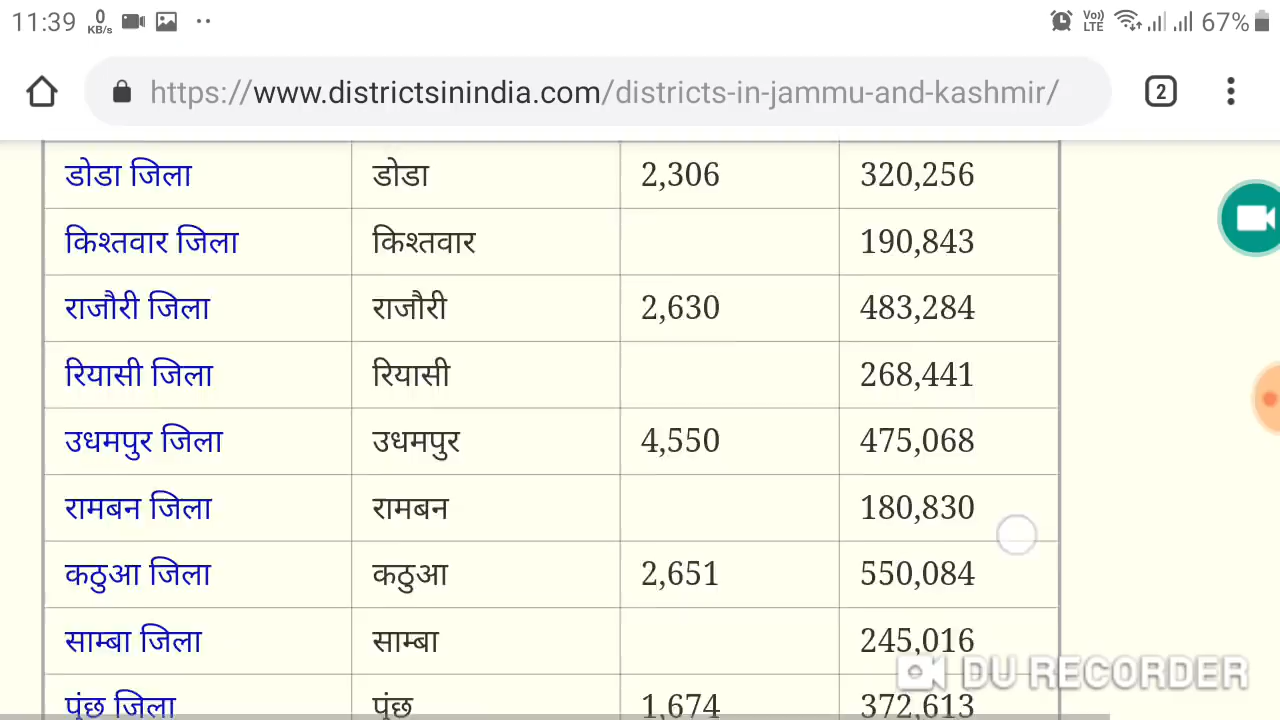 11:39 0 KB/s Vo)) LTE 67%
https://www.districtsinindia.com/districts-in-jammu-and-kashmir/ 2
डोडा जिला डोडा 2,306 320,256
किश्तवार जिला किश्तवार 190,843
राजौरी जिला राजौरी 2,630 483,284
रियासी जिला रियासी 268,441
उधमपुर जिला उधमपुर 4,550 475,068
रामबन जिला रामबन 180,830
कठुआ जिला कठुआ 2,651 550,084
साम्बा जिला साम्बा 245,016
DU RECORDER
पुंछ जिला पुंछ 1,674 372,613